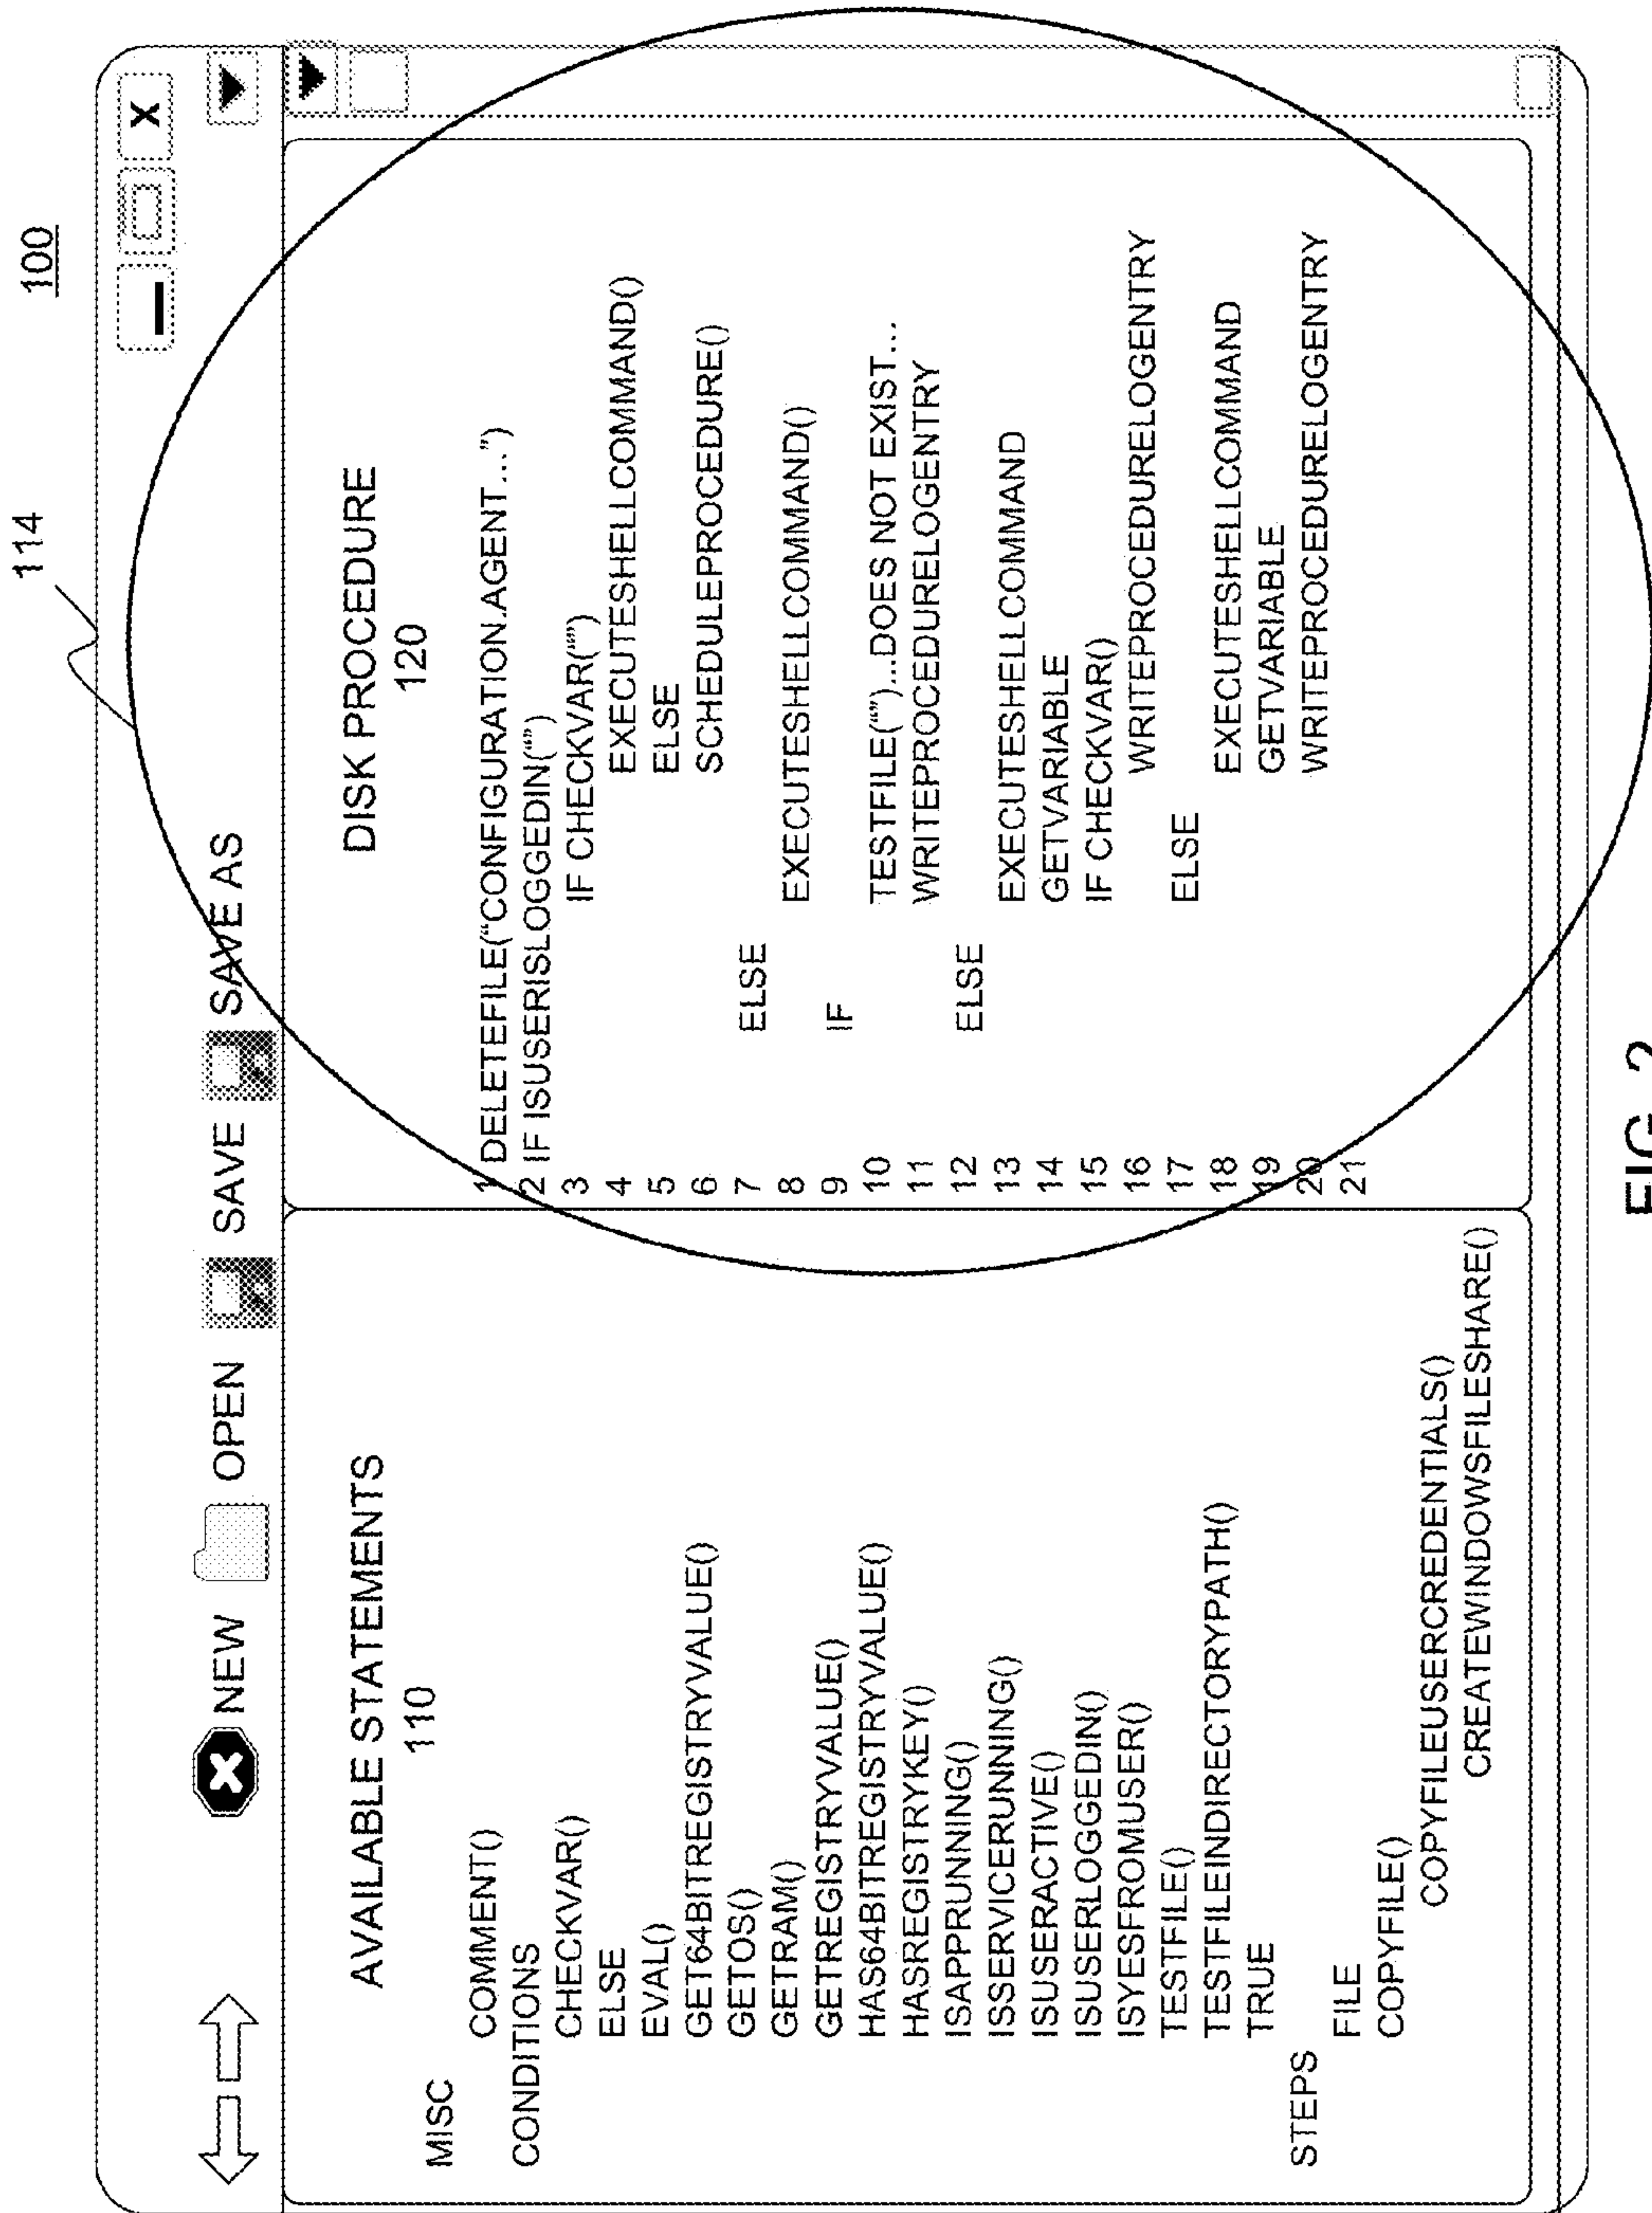 100
114
NEW OPEN SAVE SAVE AS
AVAILABLE STATEMENTS
110
MISC
COMMENT()
CONDITIONS
CHECKVAR()
ELSE
EVAL()
GET64BITREGISTRYVALUE()
GETOS()
GETRAM()
GETREGISTRYVALUE()
HAS64BITREGISTRYVALUE()
HASREGISTRYKEY()
ISAPPRUNNING()
ISSERVICERUNNING()
ISUSERACTIVE()
ISUSERLOGGEDIN()
ISYESFROMUSER()
TESTFILE()
TESTFILEINDIRECTORYPATH()
TRUE
STEPS
FILE
COPYFILE()
COPYFILEUSERCREDENTIALS()
CREATEWINDOWSFILESHARE()
DISK PROCEDURE
120
1 DELETEFILE("CONFIGURATION.AGENT...")
2 IF ISUSERISLOGGEDIN("")
3 IF CHECKVAR("")
4 EXECUTESHELLCOMMAND()
5 ELSE
6 SCHEDULEPROCEDURE()
7 ELSE
8 EXECUTESHELLCOMMAND()
9 IF
10 TESTFILE("")...DOES NOT EXIST...
11 WRITEPROCEDURELOGENTRY
12 ELSE
13 EXECUTESHELLCOMMAND
14 GETVARIABLE
15 IF CHECKVAR()
16 WRITEPROCEDURELOGENTRY
17 ELSE
18 EXECUTESHELLCOMMAND
19 GETVARIABLE
20 WRITEPROCEDURELOGENTRY
21
FIG. 2